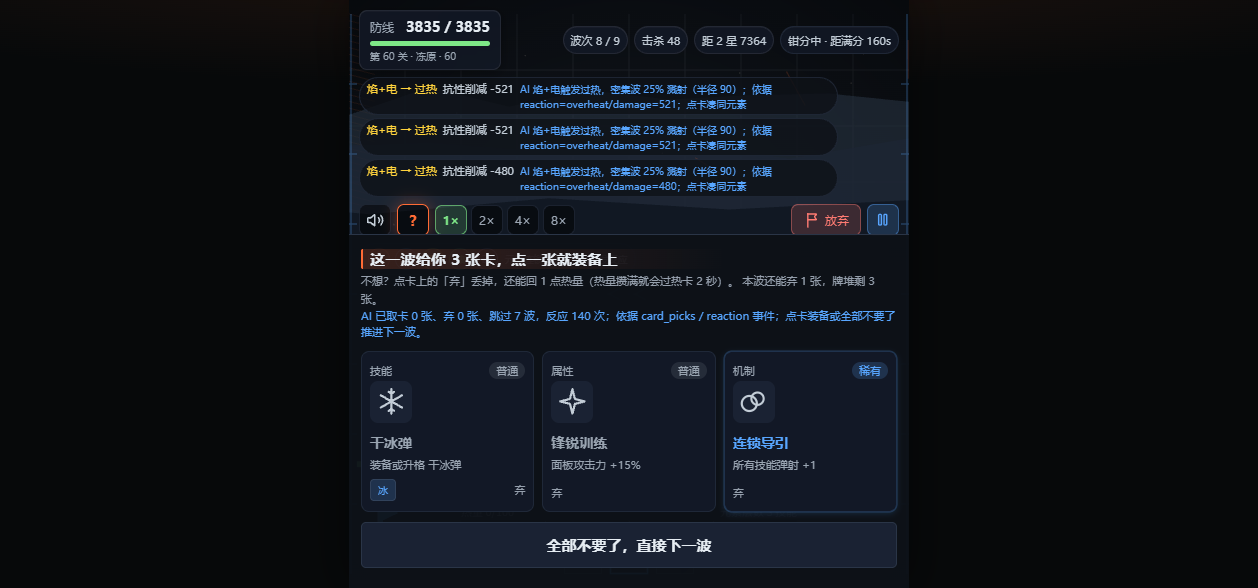 防线 3835 / 3835
第 60 关 · 冻原 · 60
波次 8 / 9
击杀 48
距 2 星 7364
钳分中 · 距满分 160s
焰+电 → 过热 抗性削减 -521 AI 焰+电触发过热，密集波 25% 溅射（半径 90）；依据
reaction=overheat/damage=521；点卡凑同元素
焰+电 → 过热 抗性削减 -521 AI 焰+电触发过热，密集波 25% 溅射（半径 90）；依据
reaction=overheat/damage=521；点卡凑同元素
焰+电 → 过热 抗性削减 -480 AI 焰+电触发过热，密集波 25% 溅射（半径 90）；依据
reaction=overheat/damage=480；点卡凑同元素
?
1×
2×
4×
8×
放弃
这一波给你 3 张卡，点一张就装备上
不想？点卡上的「弃」丢掉，还能回 1 点热量（热量攒满就会过热卡 2 秒）。 本波还能弃 1 张，牌堆剩 3
张。
AI 已取卡 0 张、弃 0 张、跳过 7 波，反应 140 次；依据 card_picks / reaction 事件；点卡装备或全部不要了
推进下一波。
技能 普通
干冰弹
装备或升格 干冰弹
冰 弃
属性 普通
锋锐训练
面板攻击力 +15%
弃
机制 稀有
连锁导引
所有技能弹射 +1
弃
全部不要了，直接下一波